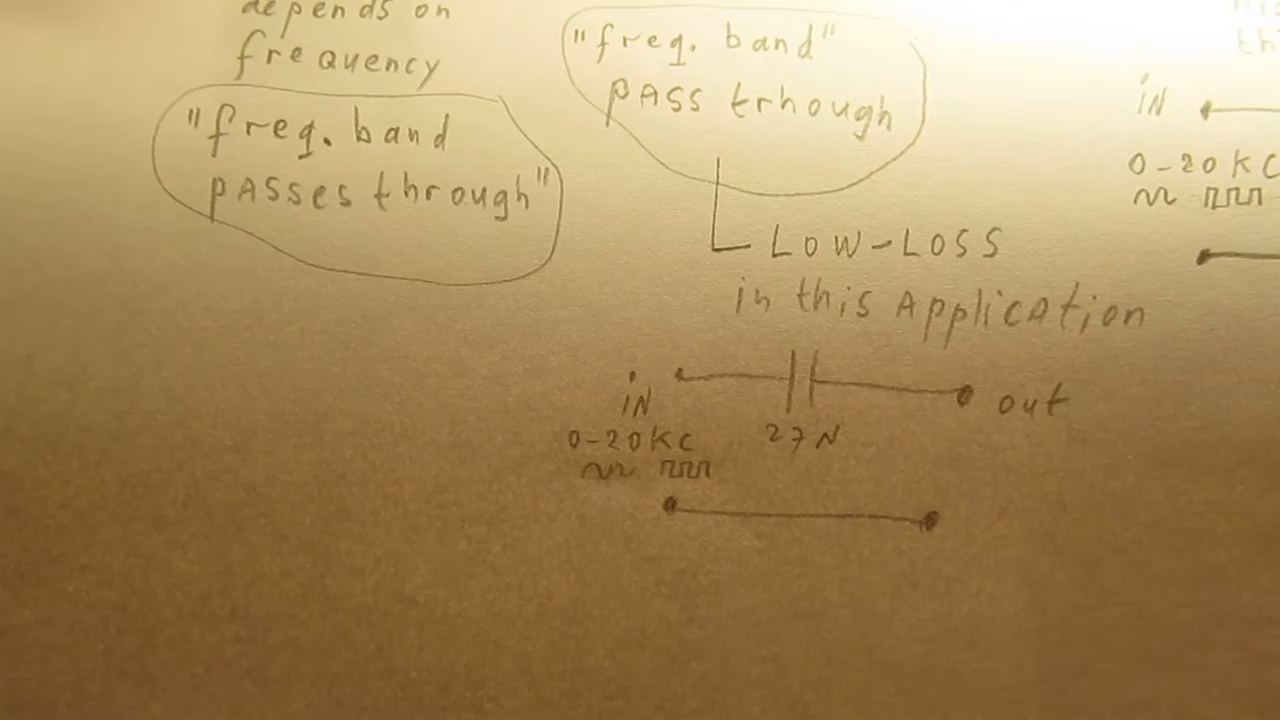 depends on
frequency
"freq. band
passes through"
"freq. band"
pass trhough
Low-Loss
in this Application
iN
0-20KC
27N
out
iN
0-20KC